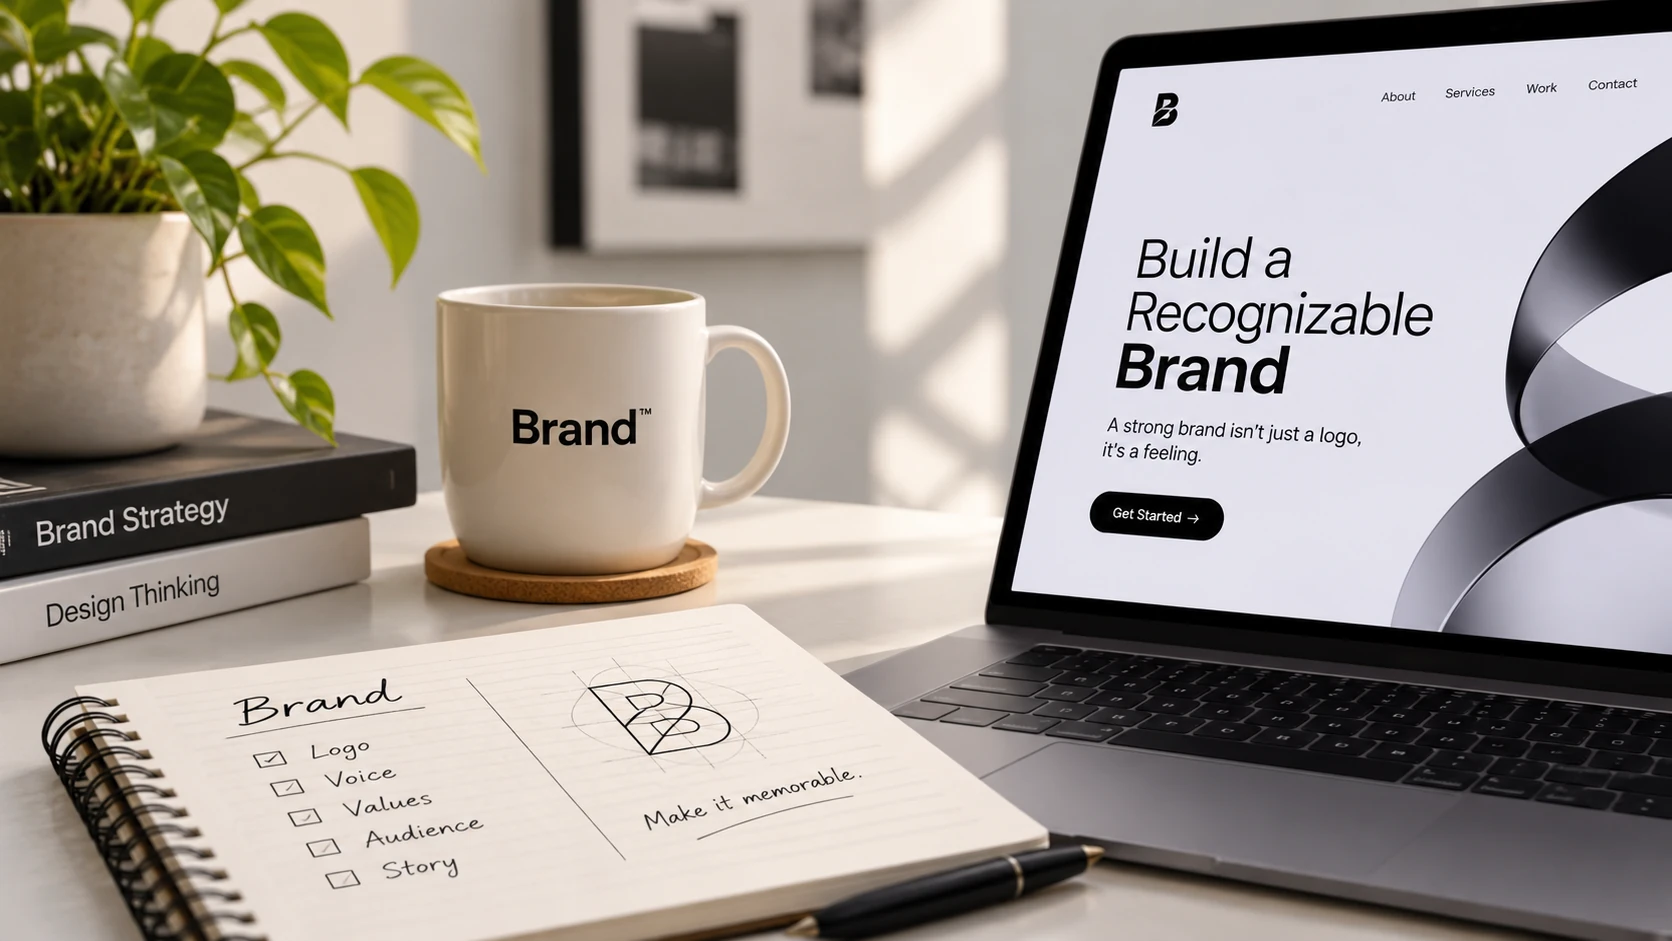 About Services Work Contact
B
Build a
Recognizable
Brand
A strong brand isn't just a logo,
it's a feeling.
Get Started →
Brand™
Brand Strategy
Design Thinking
Brand
Logo
Voice
Values
Audience
Story
B
Make it memorable.